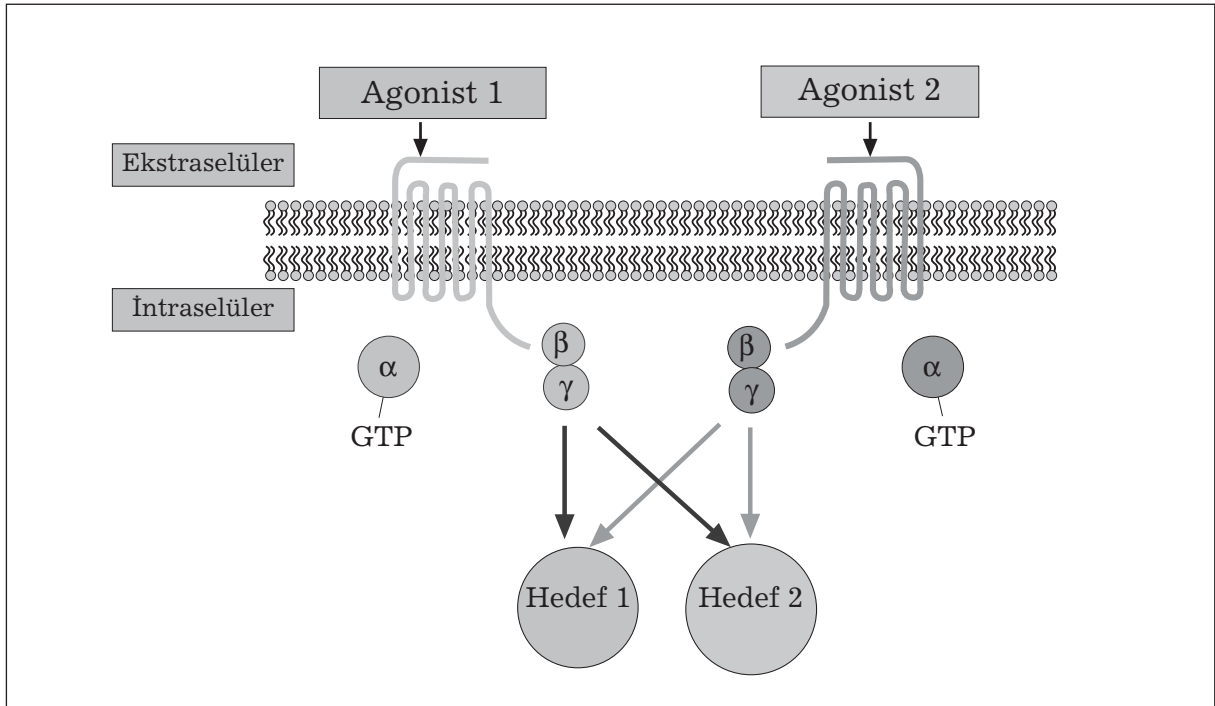 Agonist 1
Agonist 2
Ekstraselüler
İntraselüler
α
GTP
β
γ
β
γ
α
GTP
Hedef 1
Hedef 2